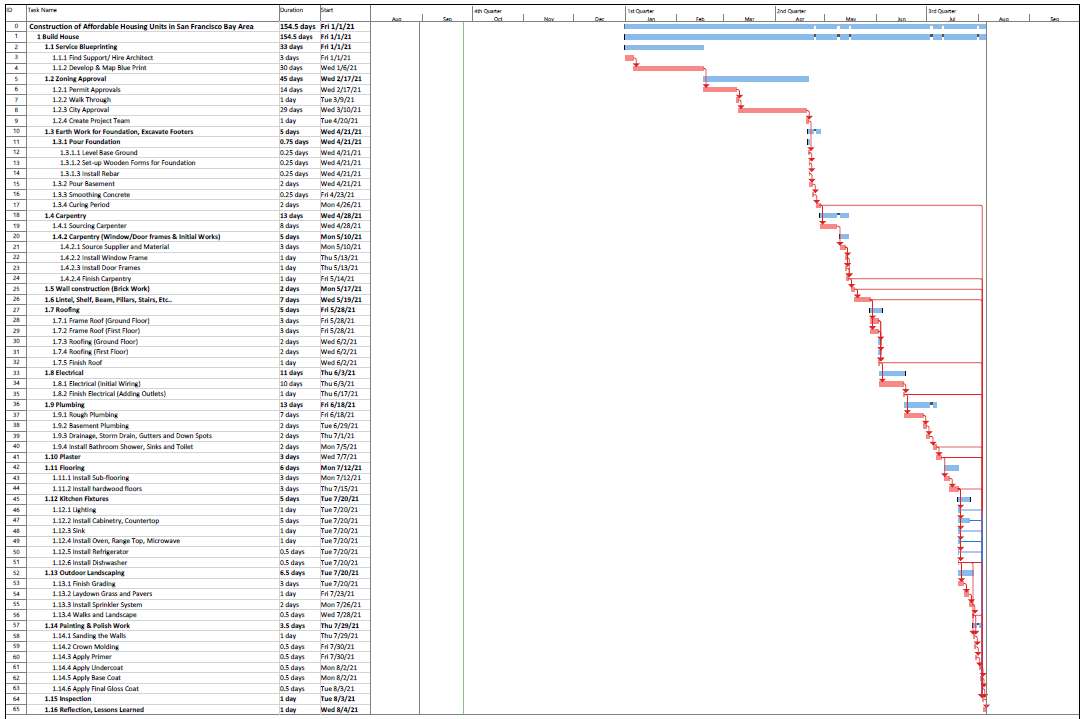 ID Task Name Duration Start 4th Quarter 1st Quarter 2nd Quarter 3rd Quarter
Aug Sep Oct Nov Dec Jan Feb Mar Apr May Jun Jul Aug Sep
0 Construction of Affordable Housing Units in San Francisco Bay Area 154.5 days Fri 1/1/21
1 1 Build House 154.5 days Fri 1/1/21
2 1.1 Service Blueprinting 33 days Fri 1/1/21
3 1.1.1 Find Support/ Hire Architect 3 days Fri 1/1/21
4 1.1.2 Develop & Map Blue Print 30 days Wed 1/6/21
5 1.2 Zoning Approval 45 days Wed 2/17/21
6 1.2.1 Permit Approvals 14 days Wed 2/17/21
7 1.2.2 Walk Through 1 day Tue 3/9/21
8 1.2.3 City Approval 29 days Wed 3/10/21
9 1.2.4 Create Project Team 1 day Tue 4/20/21
10 1.3 Earth Work for Foundation, Excavate Footers 5 days Wed 4/21/21
11 1.3.1 Pour Foundation 0.75 days Wed 4/21/21
12 1.3.1.1 Level Base Ground 0.25 days Wed 4/21/21
13 1.3.1.2 Set-up Wooden Forms for Foundation 0.25 days Wed 4/21/21
14 1.3.1.3 Install Rebar 0.25 days Wed 4/21/21
15 1.3.2 Pour Basement 2 days Wed 4/21/21
16 1.3.3 Smoothing Concrete 0.25 days Fri 4/23/21
17 1.3.4 Curing Period 2 days Mon 4/26/21
18 1.4 Carpentry 13 days Wed 4/28/21
19 1.4.1 Sourcing Carpenter 8 days Wed 4/28/21
20 1.4.2 Carpentry (Window/Door frames & Initial Works) 5 days Mon 5/10/21
21 1.4.2.1 Source Supplier and Material 3 days Mon 5/10/21
22 1.4.2.2 Install Window Frame 1 day Thu 5/13/21
23 1.4.2.3 Install Door Frames 1 day Thu 5/13/21
24 1.4.2.4 Finish Carpentry 1 day Fri 5/14/21
25 1.5 Wall construction (Brick Work) 2 days Mon 5/17/21
26 1.6 Lintel, Shelf, Beam, Pillars, Stairs, Etc.. 7 days Wed 5/19/21
27 1.7 Roofing 5 days Fri 5/28/21
28 1.7.1 Frame Roof (Ground Floor) 3 days Fri 5/28/21
29 1.7.2 Frame Roof (First Floor) 3 days Fri 5/28/21
30 1.7.3 Roofing (Ground Floor) 2 days Wed 6/2/21
31 1.7.4 Roofing (First Floor) 2 days Wed 6/2/21
32 1.7.5 Finish Roof 1 day Wed 6/2/21
33 1.8 Electrical 11 days Thu 6/3/21
34 1.8.1 Electrical (Initial Wiring) 10 days Thu 6/3/21
35 1.8.2 Finish Electrical (Adding Outlets) 1 day Thu 6/17/21
36 1.9 Plumbing 13 days Fri 6/18/21
37 1.9.1 Rough Plumbing 7 days Fri 6/18/21
38 1.9.2 Basement Plumbing 2 days Tue 6/29/21
39 1.9.3 Drainage, Storm Drain, Gutters and Down Spots 2 days Thu 7/1/21
40 1.9.4 Install Bathroom Shower, Sinks and Toilet 2 days Mon 7/5/21
41 1.10 Plaster 3 days Wed 7/7/21
42 1.11 Flooring 6 days Mon 7/12/21
43 1.11.1 Install Sub-flooring 3 days Mon 7/12/21
44 1.11.2 Install hardwood floors 3 days Thu 7/15/21
45 1.12 Kitchen Fixtures 5 days Tue 7/20/21
46 1.12.1 Lighting 1 day Tue 7/20/21
47 1.12.2 Install Cabinetry, Countertop 5 days Tue 7/20/21
48 1.12.3 Sink 1 day Tue 7/20/21
49 1.12.4 Install Oven, Range Top, Microwave 1 day Tue 7/20/21
50 1.12.5 Install Refrigerator 0.5 days Tue 7/20/21
51 1.12.6 Install Dishwasher 0.5 days Tue 7/20/21
52 1.13 Outdoor Landscaping 6.5 days Tue 7/20/21
53 1.13.1 Finish Grading 3 days Tue 7/20/21
54 1.13.2 Laydown Grass and Pavers 1 day Fri 7/23/21
55 1.13.3 Install Sprinkler System 2 days Mon 7/26/21
56 1.13.4 Walks and Landscape 0.5 days Wed 7/28/21
57 1.14 Painting & Polish Work 3.5 days Thu 7/29/21
58 1.14.1 Sanding the Walls 1 day Thu 7/29/21
59 1.14.2 Crown Molding 0.5 days Fri 7/30/21
60 1.14.3 Apply Primer 0.5 days Fri 7/30/21
61 1.14.4 Apply Undercoat 0.5 days Mon 8/2/21
62 1.14.5 Apply Base Coat 0.5 days Mon 8/2/21
63 1.14.6 Apply Final Gloss Coat 0.5 days Tue 8/3/21
64 1.15 Inspection 1 day Tue 8/3/21
65 1.16 Reflection, Lessons Learned 1 day Wed 8/4/21